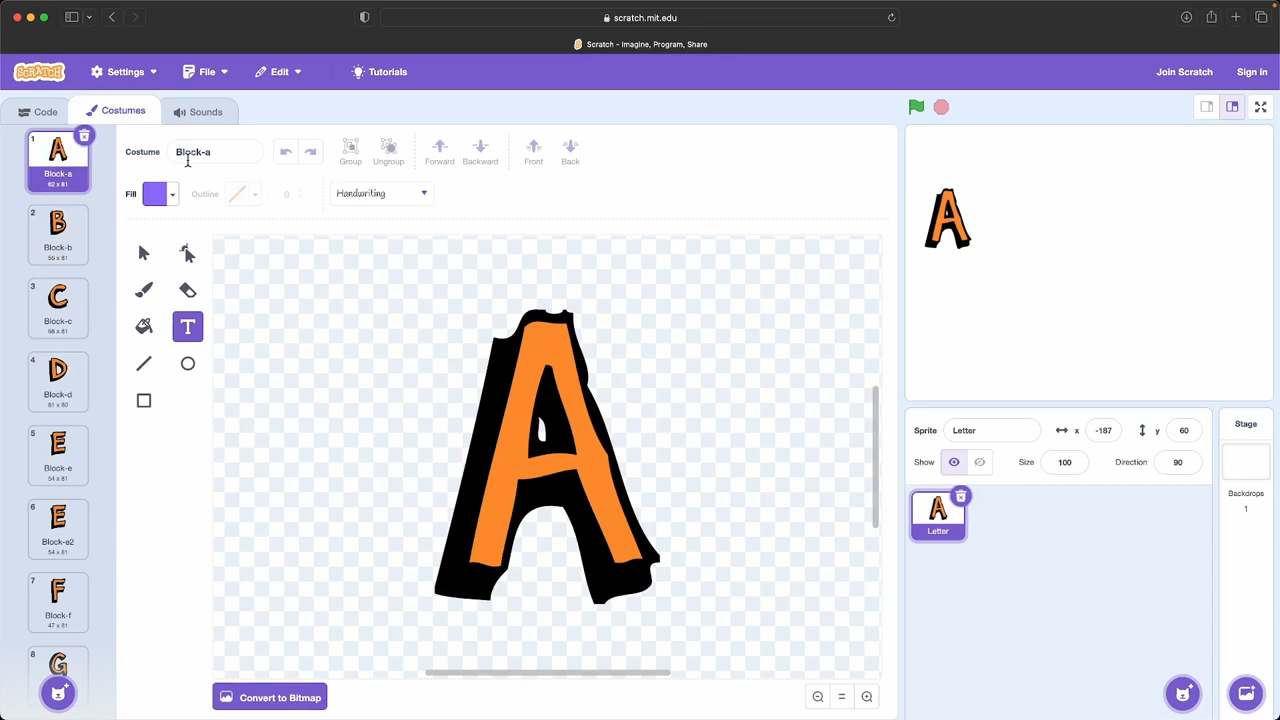 scratch.mit.edu
Scratch - Imagine, Program, Share
SCRATCH
Settings
File
Edit
Tutorials
Join Scratch
Sign in
Code
Costumes
Sounds
Costume
Block-a
Group
Ungroup
Forward
Backward
Front
Back
Fill
Outline
0
Handwriting
T
1
A
Block-a
62 x 81
2
B
Block-b
56 x 81
3
C
Block-c
68 x 81
4
D
Block-d
61 x 80
5
E
Block-e
54 x 81
6
E
Block-e2
54 x 81
7
F
Block-f
47 x 81
8
G
A
Convert to Bitmap
A
Sprite
Letter
x
-187
y
60
Show
Size
100
Direction
90
A
Letter
Stage
Backdrops
1